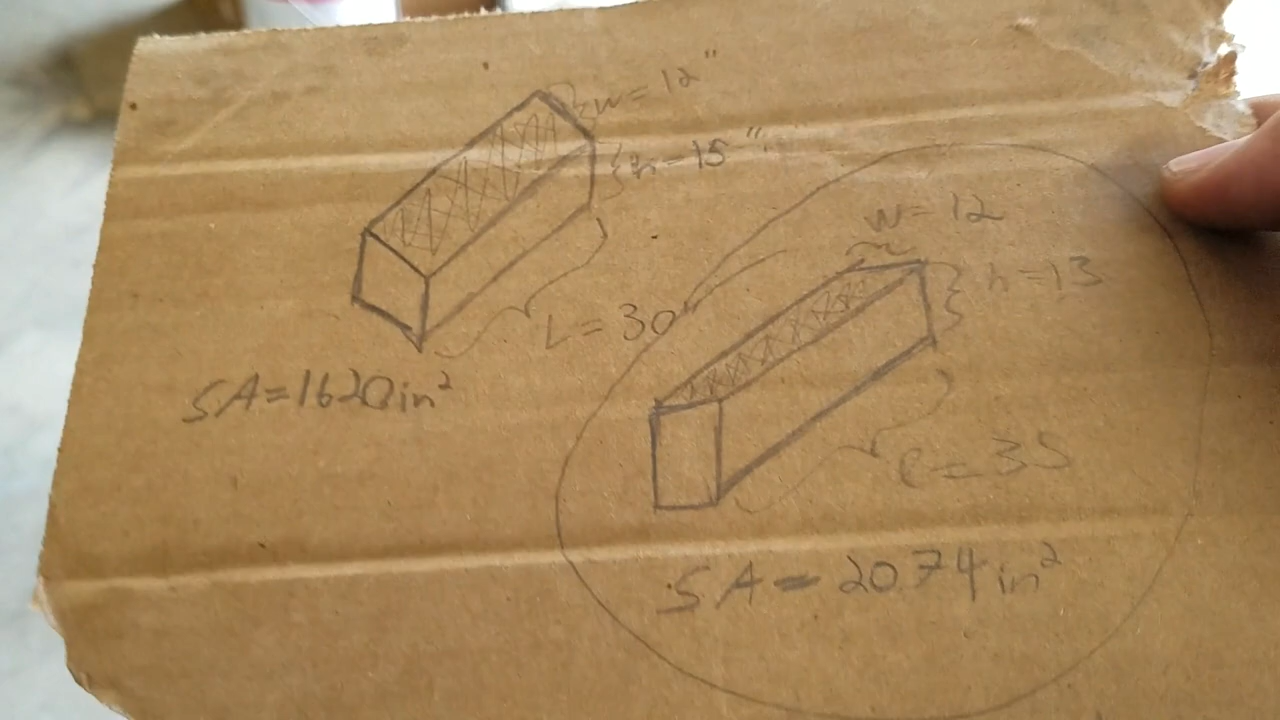 w=12"
h=15"
L=30"
SA=1620in²
w=12
h=13
l=35
SA=2074in²